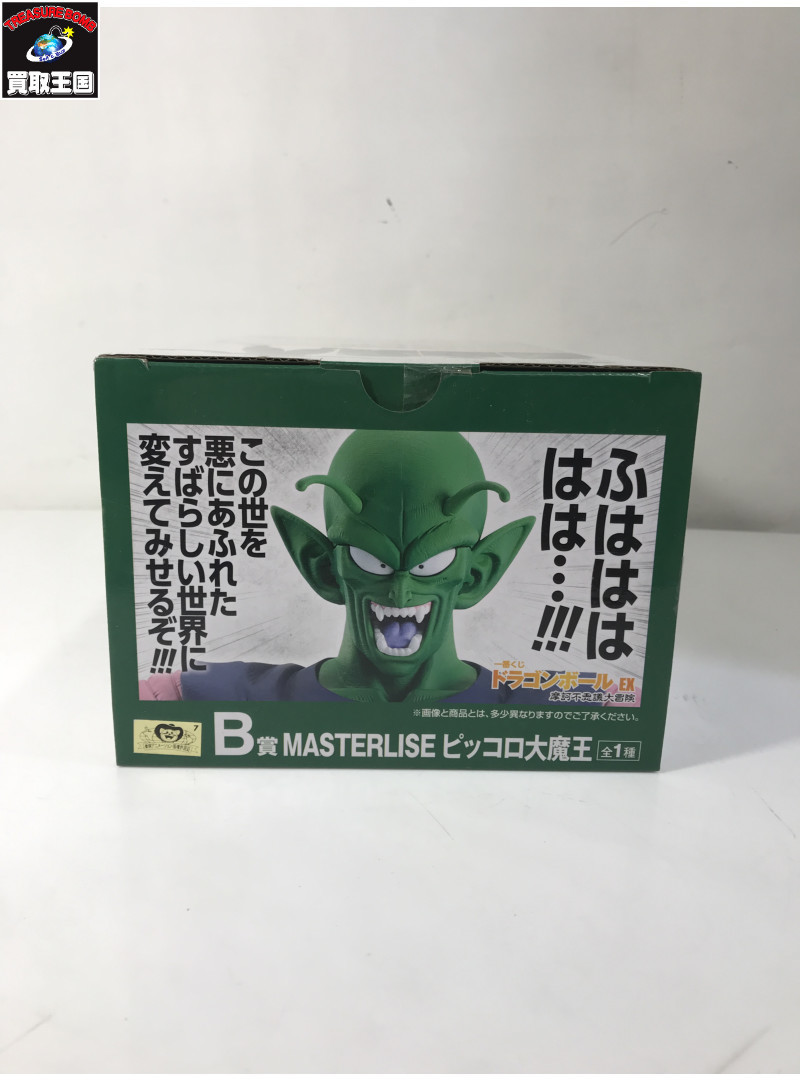 TREASURE BOMB
買取王国
ふははは
はは…!!!
この世を
悪にあふれた
すばらしい世界に
変えてみせるぞ!!!
一番くじ
ドラゴンボール EX
摩訶不思議大冒険
※画像と商品とは、多少異なりますのでご了承ください。
7
B賞 MASTERLISE ピッコロ大魔王 全1種